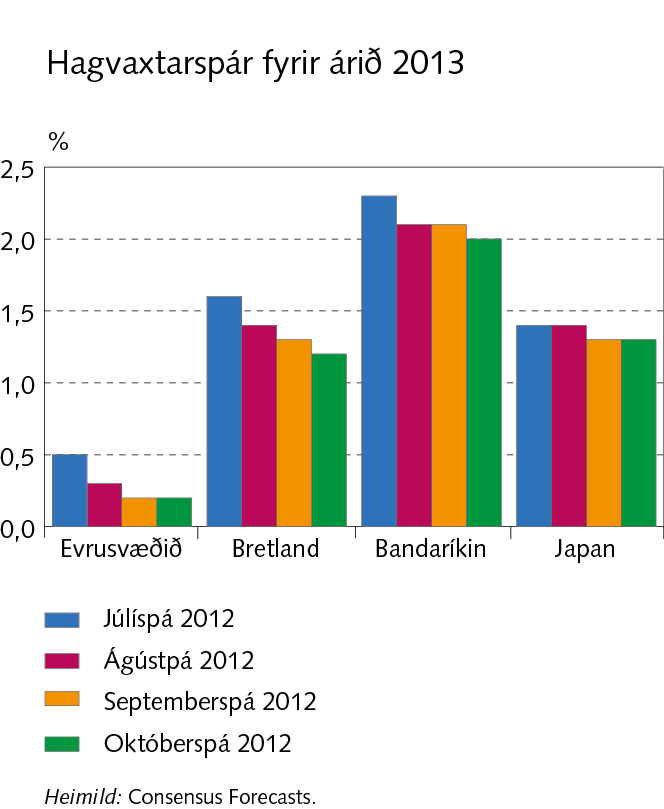 Hagvaxtarspár fyrir árið 2013
%
2,5
2,0
1,5
1,0
0,5
0,0
Evrusvæðið Bretland Bandaríkin Japan
Júlíspá 2012
Ágústpá 2012
Septemberspá 2012
Októberspá 2012
Heimild: Consensus Forecasts.